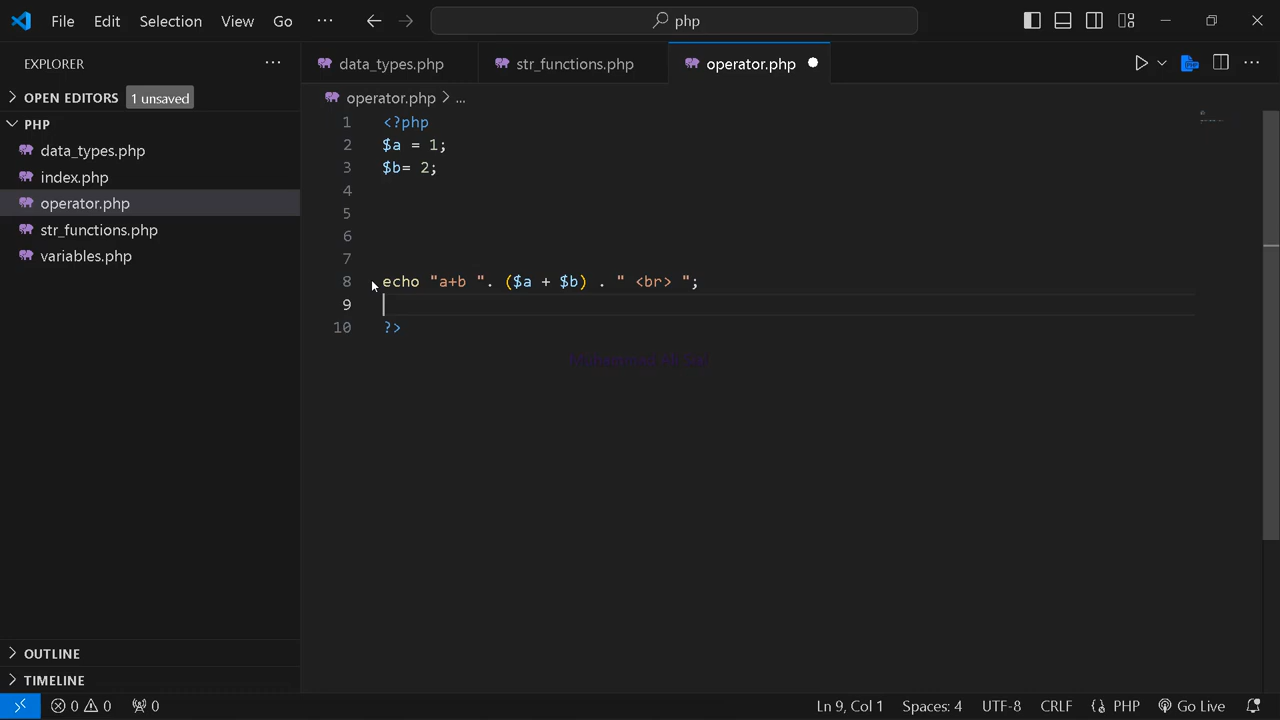 File Edit Selection View Go ··· php
EXPLORER ···
data_types.php str_functions.php operator.php
OPEN EDITORS 1 unsaved
operator.php > ...
PHP
data_types.php
index.php
operator.php
str_functions.php
variables.php
1 <?php
2 $a = 1;
3 $b= 2;
4
5
6
7
8 echo "a+b ". ($a + $b) . " <br> ";
9
10 ?>
OUTLINE
TIMELINE
0 0 0 Ln 9, Col 1 Spaces: 4 UTF-8 CRLF PHP Go Live